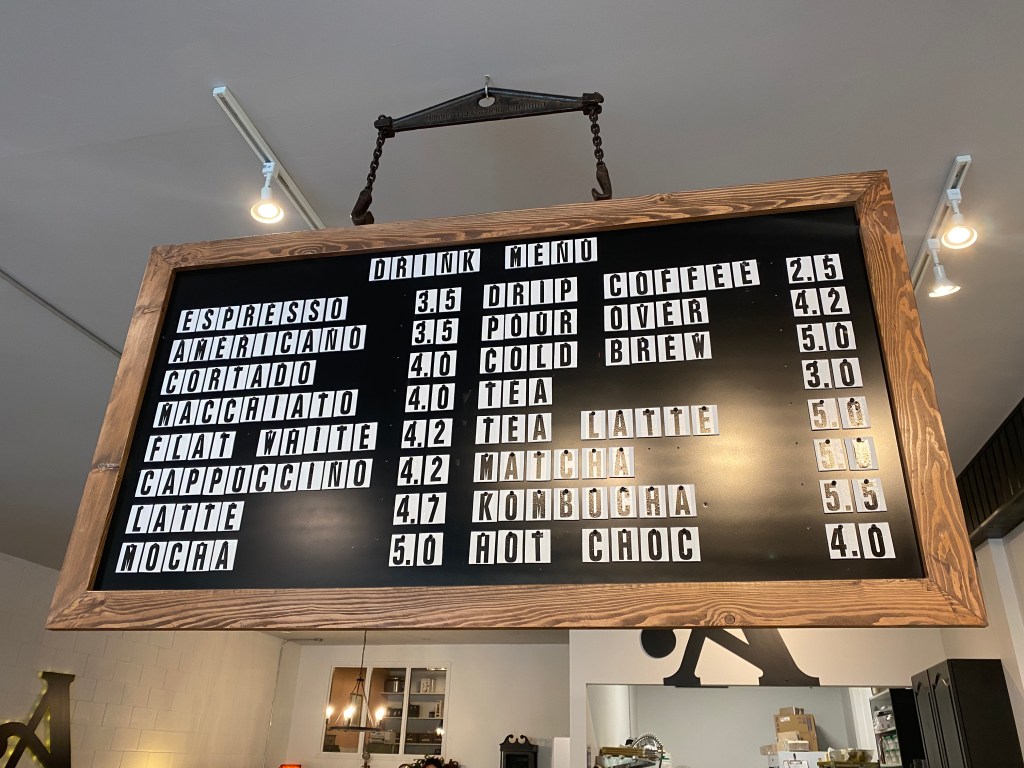 DRINK MENU
ESPRESSO 3.5
AMERICANO 3.5
CORTADO 4.0
MACCHIATO 4.0
FLAT WHITE 4.2
CAPPUCCINO 4.2
LATTE 4.7
MOCHA 5.0
DRIP COFFEE 2.5
POUR OVER 4.2
COLD BREW 5.0
TEA 3.0
TEA LATTE 5.0
MATCHA 5.0
KOMBUCHA 5.5
HOT CHOC 4.0
A
A